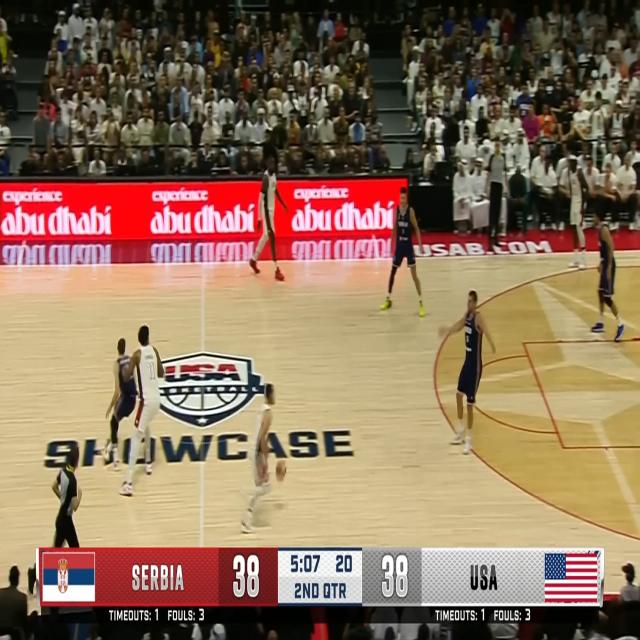 experience experience experience
abu dhabi abu dhabi abu dhabi
USAB.COM
USA
SHOWCASE
SERBIA 38 5:07 20 38 USA
2ND QTR
TIMEOUTS: 1 FOULS: 3 TIMEOUTS: 1 FOULS: 3